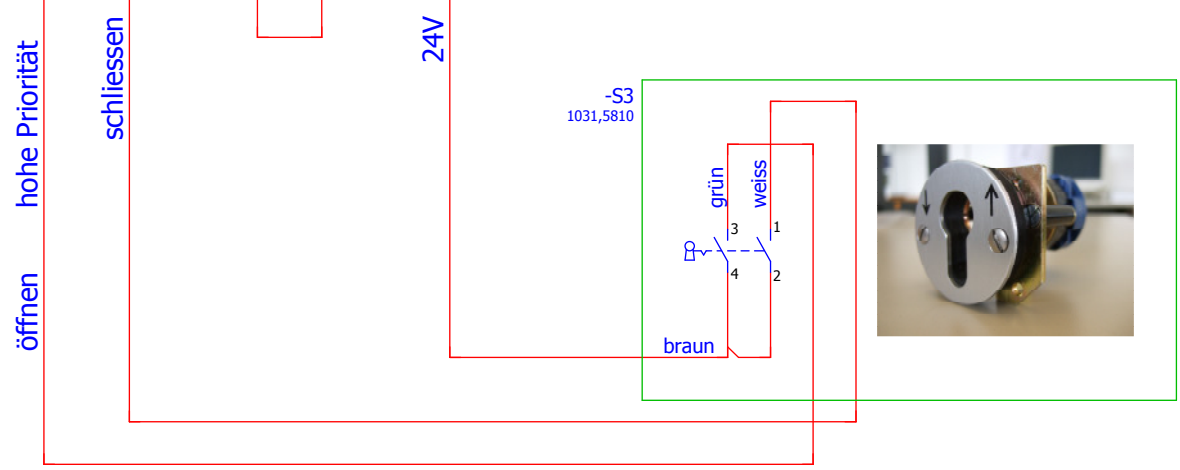 öffnen hohe Priorität
schliessen
24V
-S3
1031,5810
grün
weiss
3
1
4
2
braun